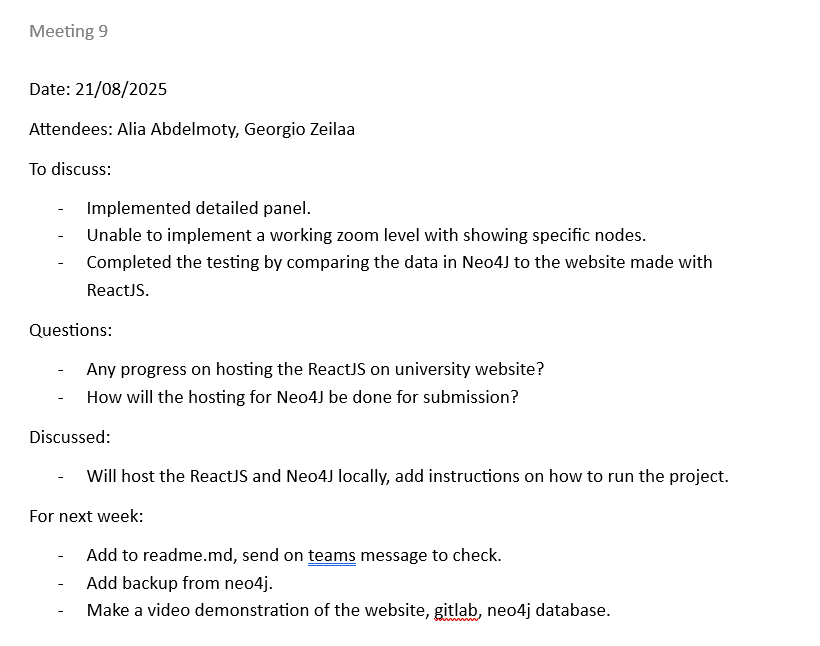 Meeting 9
Date: 21/08/2025
Attendees: Alia Abdelmoty, Georgio Zeilaa
To discuss:
- Implemented detailed panel.
- Unable to implement a working zoom level with showing specific nodes.
- Completed the testing by comparing the data in Neo4J to the website made with
ReactJS.
Questions:
- Any progress on hosting the ReactJS on university website?
- How will the hosting for Neo4J be done for submission?
Discussed:
- Will host the ReactJS and Neo4J locally, add instructions on how to run the project.
For next week:
- Add to readme.md, send on teams message to check.
- Add backup from neo4j.
- Make a video demonstration of the website, gitlab, neo4j database.